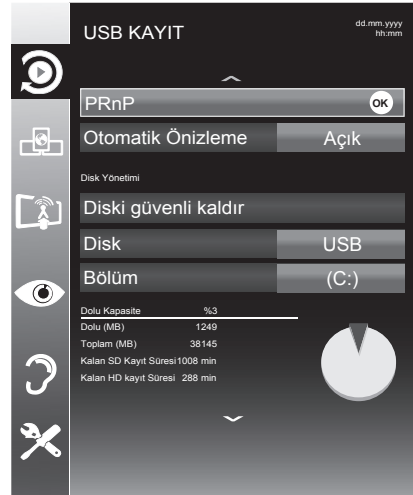 USB KAYIT
dd.mm.yyyy
hh:mm
PRnP
OK
Otomatik Önizleme Açık
Disk Yönetimi
Diski güvenli kaldır
Disk USB
Bölüm (C:)
Dolu Kapasite %3
Dolu (MB) 1249
Toplam (MB) 38145
Kalan SD Kayıt Süresi1008 min
Kalan HD kayıt Süresi 288 min